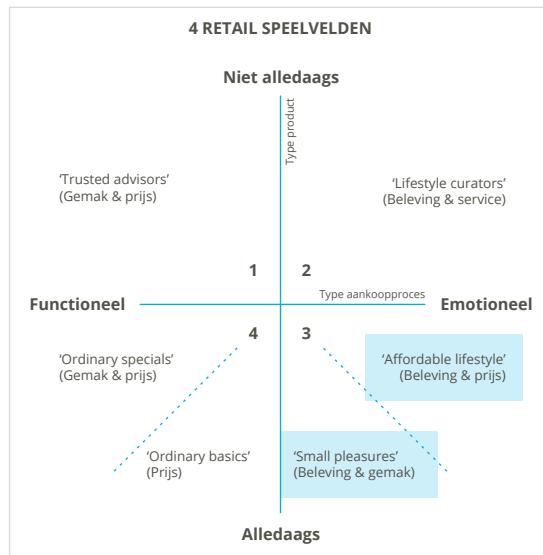 4 RETAIL SPEELVELDEN
Niet alledaags
Type product
‘Trusted advisors’
(Gemak & prijs)
‘Lifestyle curators’
(Beleving & service)
1
2
Functioneel
Type aankoopproces
Emotioneel
4
3
‘Ordinary specials’
(Gemak & prijs)
‘Affordable lifestyle’
(Beleving & prijs)
‘Ordinary basics’
(Prijs)
‘Small pleasures’
(Beleving & gemak)
Alledaags